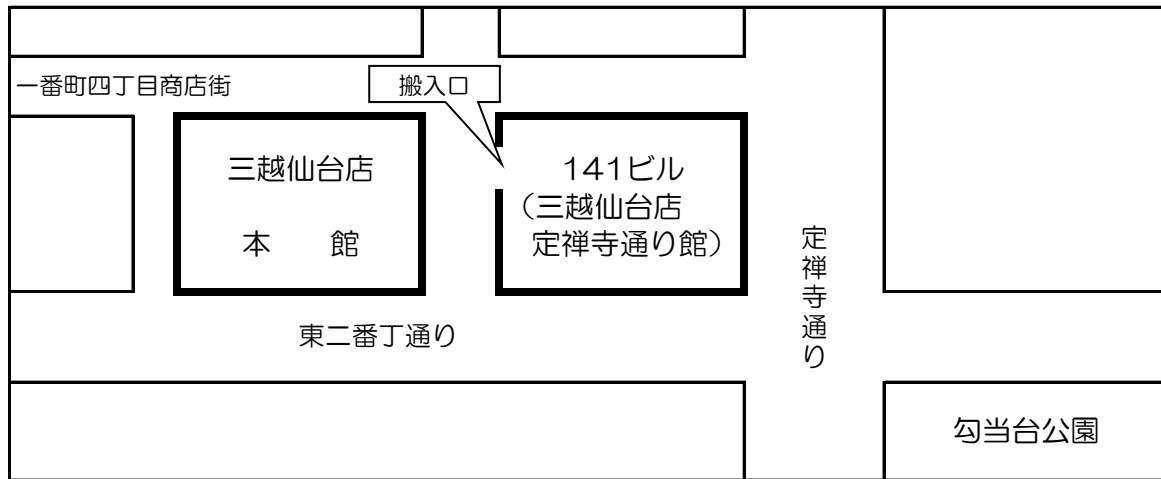 一番町四丁目商店街
搬入口
三越仙台店
本　館
141ビル
（三越仙台店
定禅寺通り館）
定禅寺通り
東二番丁通り
勾当台公園